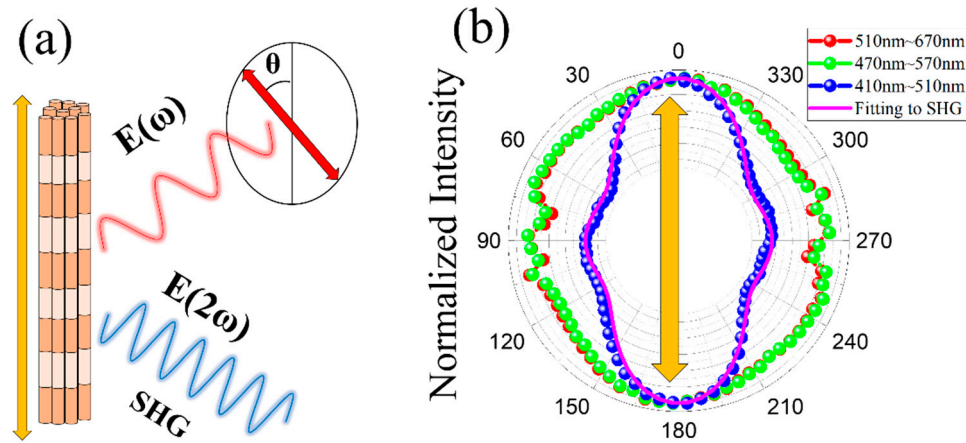 (a)
θ
E(ω)
E(2ω)
SHG
(b)
Normalized Intensity
510nm~670nm
470nm~570nm
410nm~510nm
Fitting to SHG
0
30
330
60
300
90
270
120
240
150
210
180